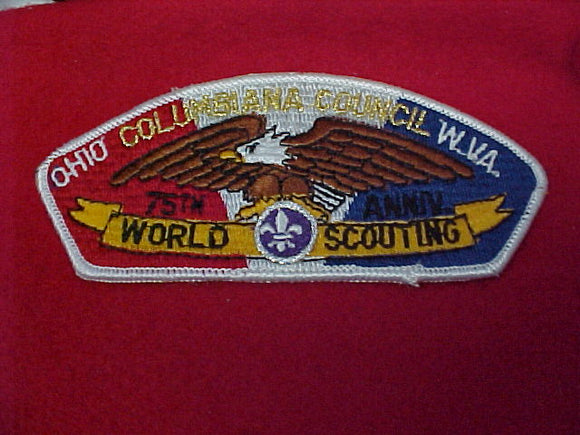 OHIO COLUMBIANA COUNCIL W.VA.
75TH ANNIV.
WORLD SCOUTING